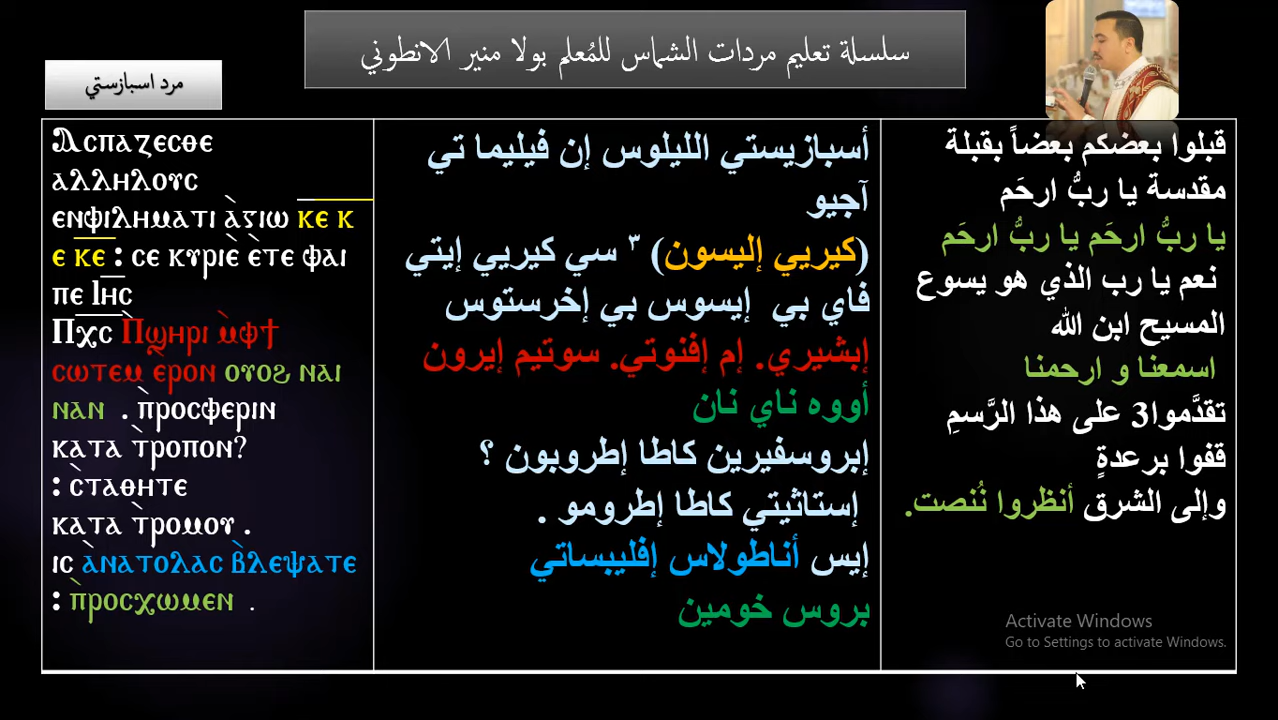 سلسلة تعليم مردات الشماس للمُعلم بولا منير الانطوني
مرد اسبازستي
Ⲁⲥⲡⲁⲍⲉⲥⲑⲉ
ⲁⲗⲗⲏⲗⲟⲩⲥ
ⲉⲛⲫⲓⲗⲏⲙⲁⲧⲓ ⲁ̀ⲅⲓⲱ ⲕⲉ ⲕ
ⲉ ⲕⲉ : ⲥⲉ ⲕⲩⲣⲓⲉ̀ ⲉ̀ⲧⲉ ⲫⲁⲓ
ⲡⲉ Ⲓⲏ̅ⲥ̅
Ⲡⲭ̅ⲥ̅ Ⲡϣⲏⲣⲓ ⲙ̀ⲫϯ
ⲥⲱⲧⲉⲙ ⲉⲣⲟⲛ ⲟⲩⲟϩ ⲛⲁⲓ
ⲛⲁⲛ . ⲡ̀ⲣⲟⲥⲫⲉⲣⲓⲛ
ⲕⲁⲧⲁ ⲧ̀ⲣⲟⲡⲟⲛ?
: ⲥ̀ⲧⲁⲑⲏⲧⲉ
ⲕⲁⲧⲁ ⲧ̀ⲣⲟⲙⲟⲩ .
ⲓⲥ ⲁ̀ⲛⲁⲧⲟⲗⲁⲥ ⲃ̀ⲗⲉⲯⲁⲧⲉ
: ⲡ̀ⲣⲟⲥⲭⲱⲙⲉⲛ .
أسبازيستي الليلوس إن فيليما تي
آجيو
(كيريي إليسون) ٣ سي كيريي إيتي
فاي بي إيسوس بي إخرستوس
إبشيري. إم إفنوتي. سوتيم إيرون
أووه ناي نان
إبروسفيرين كاطا إطروبون ؟
إستاثيتي كاطا إطرومو .
إيس أناطولاس إفليبساتي
بروس خومين
قبلوا بعضكم بعضاً بقبلة
مقدسة يا ربُّ ارحَم
يا ربُّ ارحَم يا ربُّ ارحَم
نعم يا رب الذي هو يسوع
المسيح ابن الله
اسمعنا و ارحمنا
تقدَّموا3 على هذا الرَّسمِ
قفوا برعدةٍ
وإلى الشرق أنظروا نُنصت.
Activate Windows
Go to Settings to activate Windows.